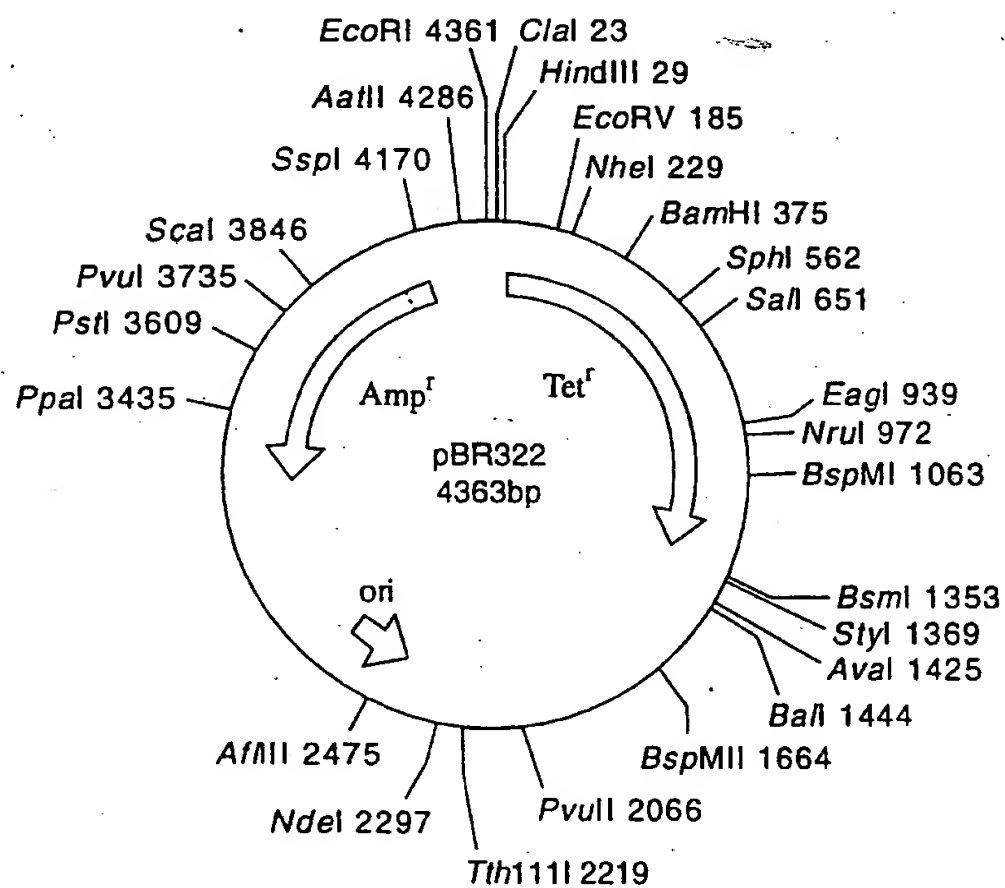 EcoRI 4361
ClaI 23
HindIII 29
AatII 4286
EcoRV 185
SspI 4170
NheI 229
BamHI 375
ScaI 3846
SphI 562
PvuI 3735
SalI 651
PstI 3609
PpaI 3435
Ampʳ
Tetʳ
EagI 939
NruI 972
pBR322
4363bp
BspMI 1063
ori
BsmI 1353
StyI 1369
AvaI 1425
BalI 1444
AflIII 2475
BspMII 1664
NdeI 2297
PvuII 2066
Tth111I 2219